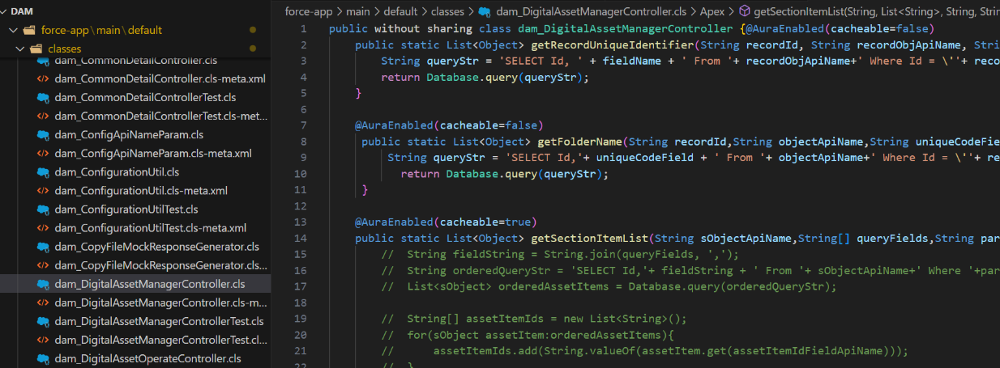 DAM
force-app\main\default
classes
dam_CommonDetailController.cls
dam_CommonDetailController.cls-meta.xml
dam_CommonDetailControllerTest.cls
dam_CommonDetailControllerTest.cls-met...
dam_ConfigApiNameParam.cls
dam_ConfigApiNameParam.cls-meta.xml
dam_ConfigurationUtil.cls
dam_ConfigurationUtil.cls-meta.xml
dam_ConfigurationUtilTest.cls
dam_ConfigurationUtilTest.cls-meta.xml
dam_CopyFileMockResponseGenerator.cls
dam_CopyFileMockResponseGenerator.cls...
dam_DigitalAssetManagerController.cls
dam_DigitalAssetManagerController.cls-m...
dam_DigitalAssetManagerControllerTest.cls
dam_DigitalAssetManagerControllerTest.cl...
dam_DigitalAssetOperateController.cls
force-app > main > default > classes > dam_DigitalAssetManagerController.cls > Apex > getSectionItemList(String, List<String>, String, Strin
1 public without sharing class dam_DigitalAssetManagerController {@AuraEnabled(cacheable=false)
2 public static List<Object> getRecordUniqueIdentifier(String recordId, String recordObjApiName, Stri
3 String queryStr = 'SELECT Id, ' + fieldName + ' From '+ recordObjApiName+' Where Id = \''+ reco
4 return Database.query(queryStr);
5 }
6
7 @AuraEnabled(cacheable=false)
8 public static List<Object> getFolderName(String recordId,String objectApiName,String uniqueCodeFie
9 String queryStr = 'SELECT Id,'+ uniqueCodeField + ' From '+ objectApiName+' Where Id = \''+ re
10 return Database.query(queryStr);
11 }
12
13 @AuraEnabled(cacheable=true)
14 public static List<Object> getSectionItemList(String sObjectApiName,String[] queryFields,String par
15 // String fieldString = String.join(queryFields, ',');
16 // String orderedQueryStr = 'SELECT Id,'+ fieldString + ' From '+ sObjectApiName+' Where '+par
17 // List<sObject> orderedAssetItems = Database.query(orderedQueryStr);
18
19 // String[] assetItemIds = new List<String>();
20 // for(sObject assetItem:orderedAssetItems){
21 // assetItemIds.add(String.valueOf(assetItem.get(assetItemIdFieldApiName)));
22 // }